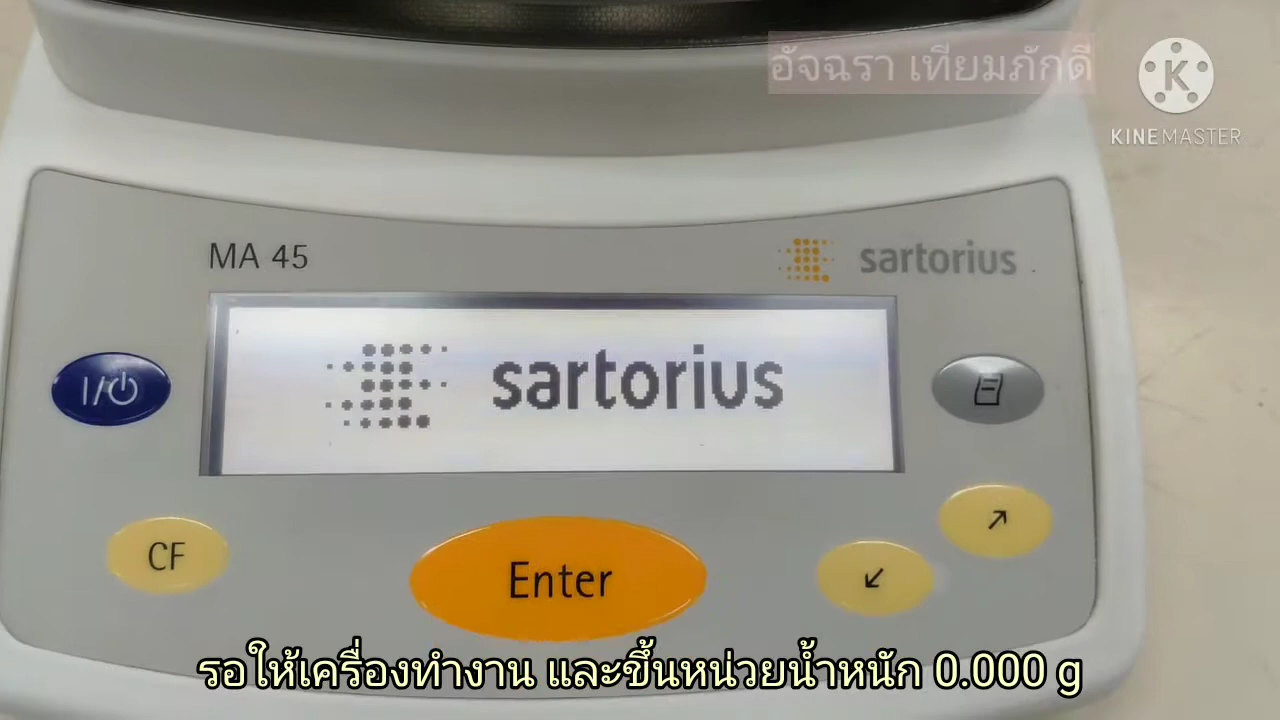 อัจฉรา เทียมภักดี
K
KINEMASTER
MA 45
sartorius
sartorius
I/
CF
Enter
รอให้เครื่องทำงาน และขึ้นหน่วยน้ำหนัก 0.000 g